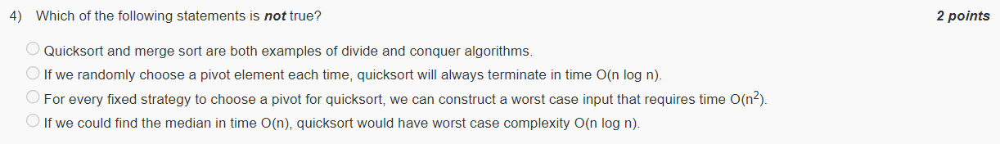 4) Which of the following statements is not true? 2 points
Quicksort and merge sort are both examples of divide and conquer algorithms.
If we randomly choose a pivot element each time, quicksort will always terminate in time O(n log n).
For every fixed strategy to choose a pivot for quicksort, we can construct a worst case input that requires time O(n²).
If we could find the median in time O(n), quicksort would have worst case complexity O(n log n).